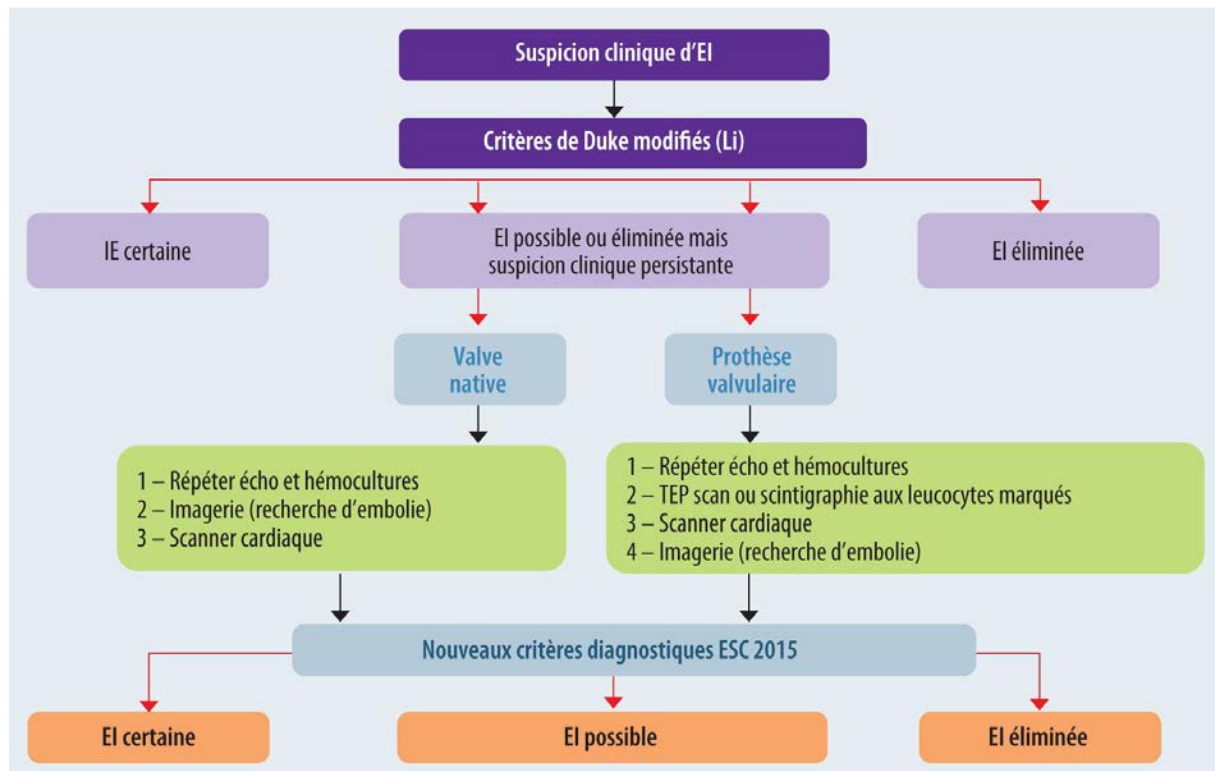 Suspicion clinique d’EI
Critères de Duke modifiés (Li)
IE certaine
EI possible ou éliminée mais
suspicion clinique persistante
EI éliminée
Valve
native
Prothèse
valvulaire
1 – Répéter écho et hémocultures
2 – Imagerie (recherche d’embolie)
3 – Scanner cardiaque
1 – Répéter écho et hémocultures
2 – TEP scan ou scintigraphie aux leucocytes marqués
3 – Scanner cardiaque
4 – Imagerie (recherche d’embolie)
Nouveaux critères diagnostiques ESC 2015
EI certaine
EI possible
EI éliminée